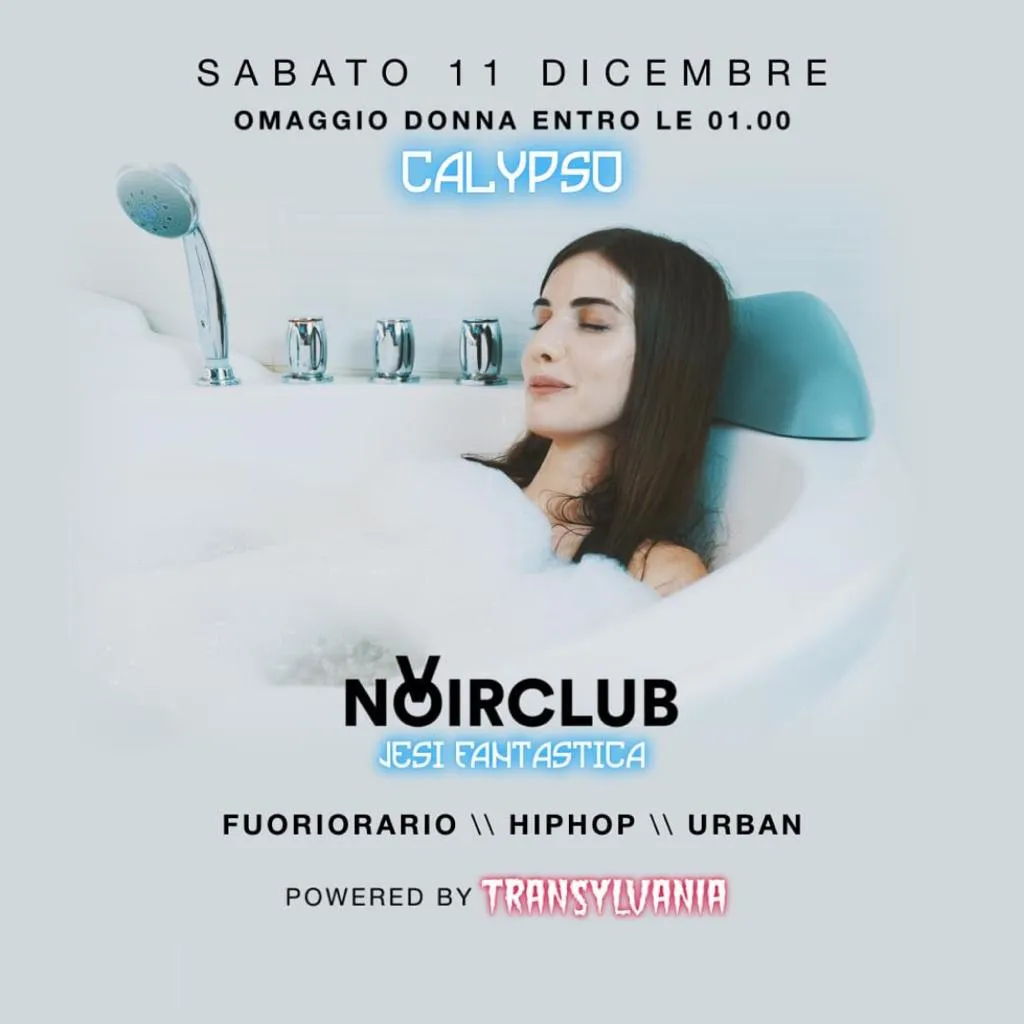 SABATO 11 DICEMBRE
OMAGGIO DONNA ENTRO LE 01.00
CALYPSO
NOIRCLUB
JESI FANTASTICA
FUORIORARIO \\ HIPHOP \\ URBAN
POWERED BY TRANSYLVANIA